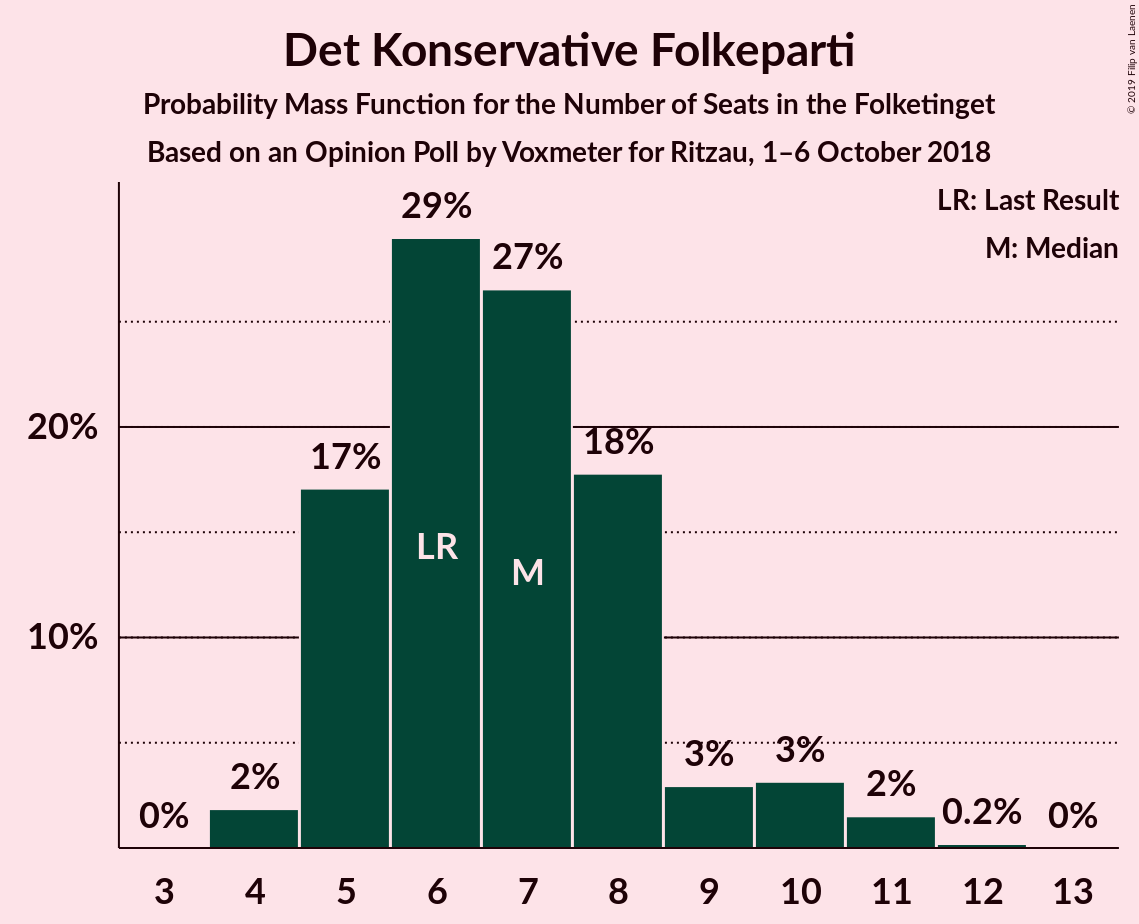 Det Konservative Folkeparti
Probability Mass Function for the Number of Seats in the Folketinget
Based on an Opinion Poll by Voxmeter for Ritzau, 1–6 October 2018
© 2019 Filip van Laenen
LR: Last Result
M: Median
29%
27%
20%
18%
17%
LR
M
10%
3%
3%
2%
2%
0%
0.2%
0%
3 4 5 6 7 8 9 10 11 12 13